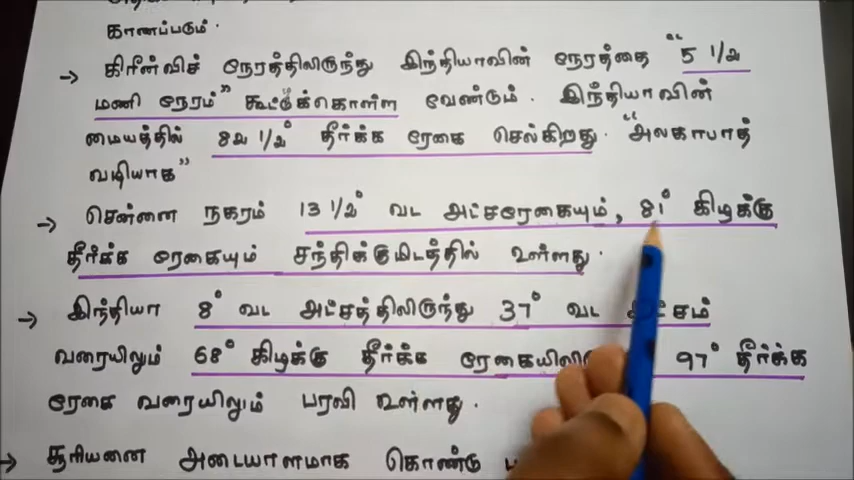 காணப்படும்.
→ கிரீன்விச் நேரத்திலிருந்து இந்தியாவின் நேரத்தை "5 1/2
மணி நேரம்" கூட்டிக்கொள்ள வேண்டும். இந்தியாவின்
மையத்தில் 82 1/2° தீர்க்க ரேகை செல்கிறது. "அலகாபாத்
வழியாக"
→ சென்னை நகரம் 13 1/2° வட அட்சரேகையும், 81° கிழக்கு
தீர்க்க ரேகையும் சந்திக்குமிடத்தில் உள்ளது.
→ இந்தியா 8° வட அட்சத்திலிருந்து 37° வட அட்சம்
வரையிலும் 68° கிழக்கு தீர்க்க 97° தீர்க்க
ரேகை வரையிலும் பரவி உள்ளது.
→ சூரியனை அடையாளமாக கொண்டு